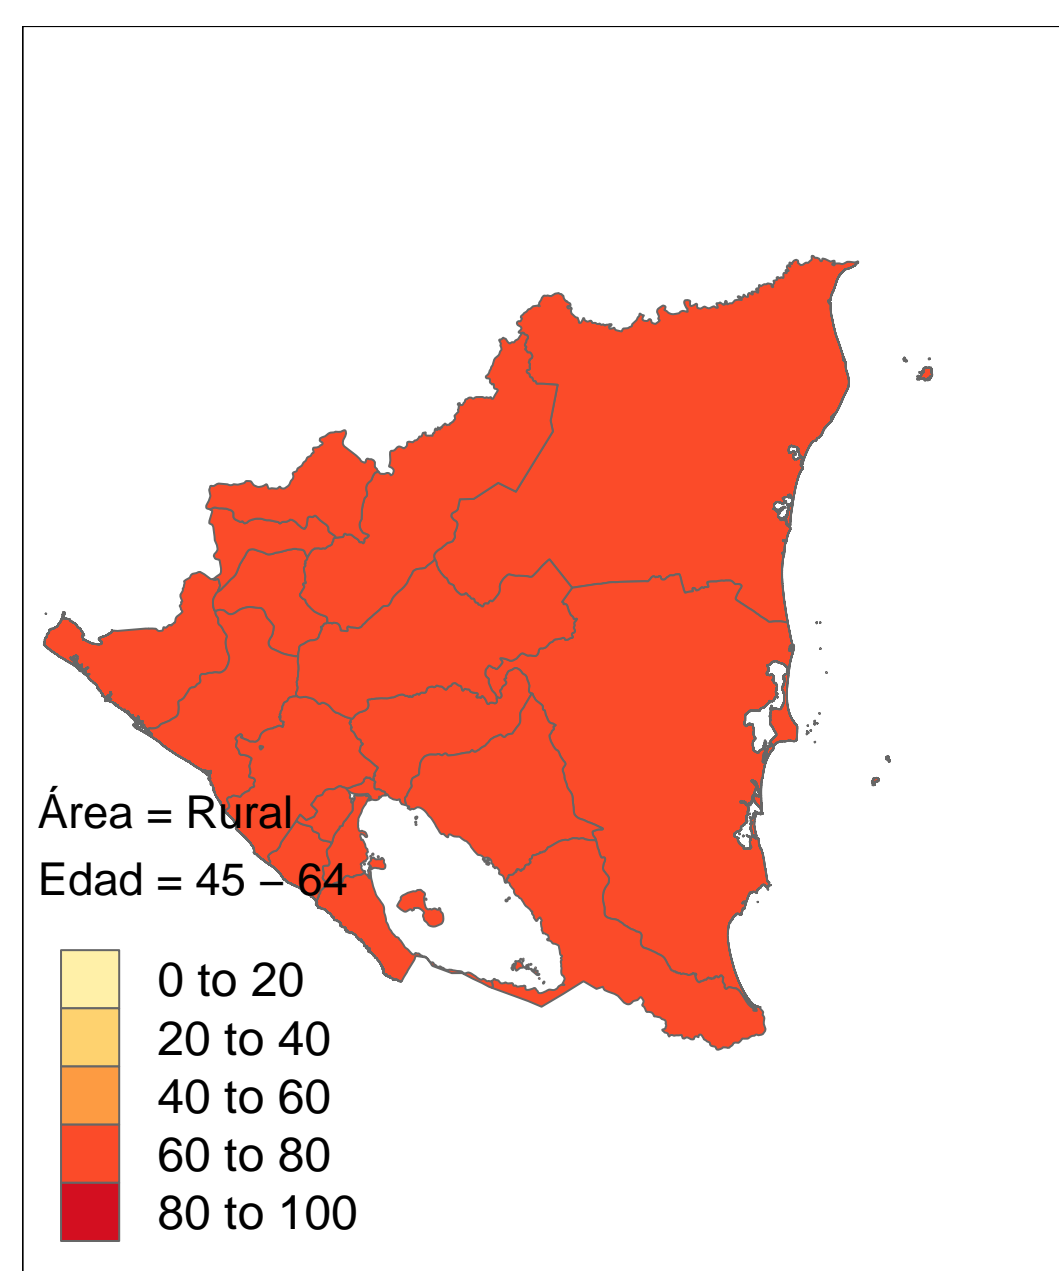 Área = Rural
Edad = 45 – 64
0 to 20
20 to 40
40 to 60
60 to 80
80 to 100